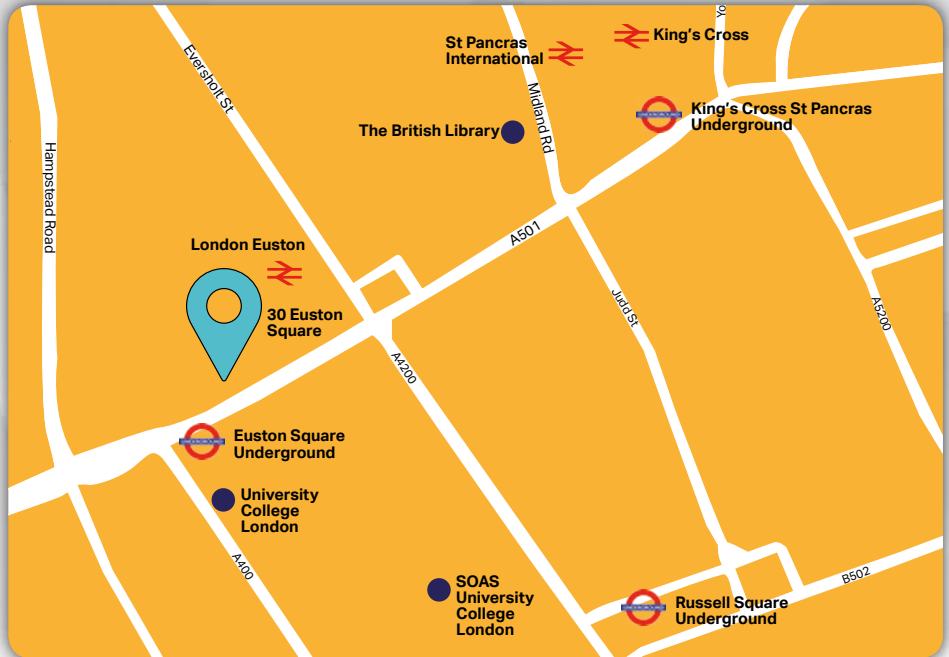 Yo
King's Cross
St Pancras
International
Eversholt St
Midland Rd
King's Cross St Pancras
Underground
The British Library
Hampstead Road
A501
London Euston
30 Euston
Square
Judd St
A5200
A4200
Euston Square
Underground
University
College
London
A400
SOAS
University
College
London
B502
Russell Square
Underground